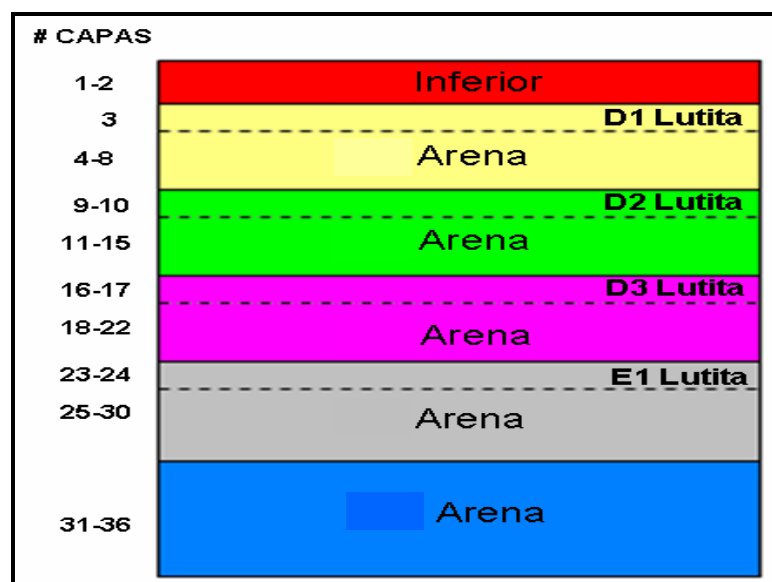 # CAPAS
1-2 Inferior
3 D1 Lutita
4-8 Arena
9-10 D2 Lutita
11-15 Arena
16-17 D3 Lutita
18-22 Arena
23-24 E1 Lutita
25-30 Arena
31-36 Arena